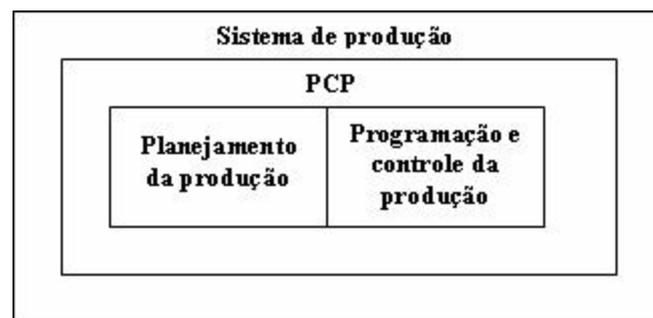 Sistema de produção
PCP
Planejamento
da produção
Programação e
controle da
produção